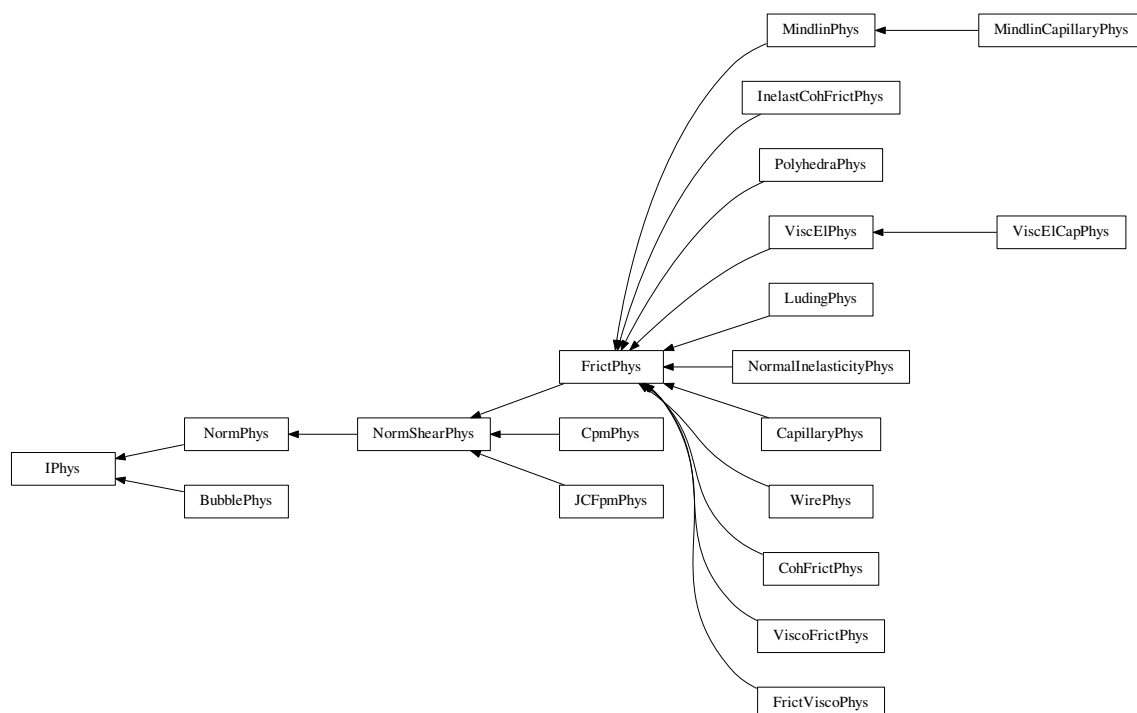 MindlinPhys
MindlinCapillaryPhys
InelastCohFrictPhys
PolyhedraPhys
ViscElPhys
ViscElCapPhys
LudingPhys
FrictPhys
NormalInelasticityPhys
NormPhys
NormShearPhys
CpmPhys
CapillaryPhys
IPhys
BubblePhys
JCFpmPhys
WirePhys
CohFrictPhys
ViscoFrictPhys
FrictViscoPhys